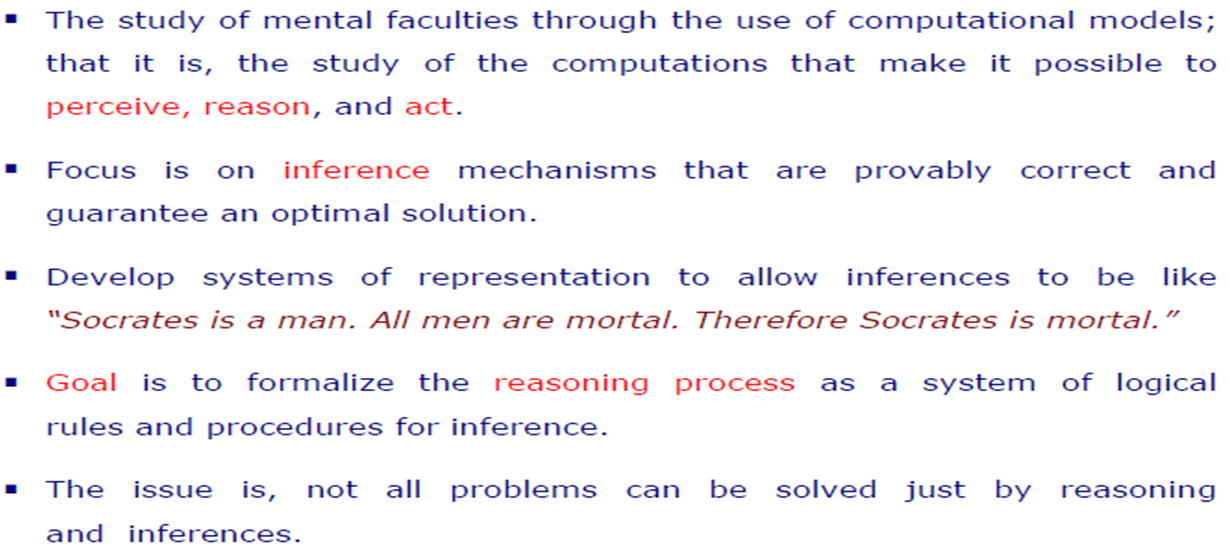 ▪ The study of mental faculties through the use of computational models;
that it is, the study of the computations that make it possible to
perceive, reason, and act.
▪ Focus is on inference mechanisms that are provably correct and
guarantee an optimal solution.
▪ Develop systems of representation to allow inferences to be like
“Socrates is a man. All men are mortal. Therefore Socrates is mortal.”
▪ Goal is to formalize the reasoning process as a system of logical
rules and procedures for inference.
▪ The issue is, not all problems can be solved just by reasoning
and inferences.